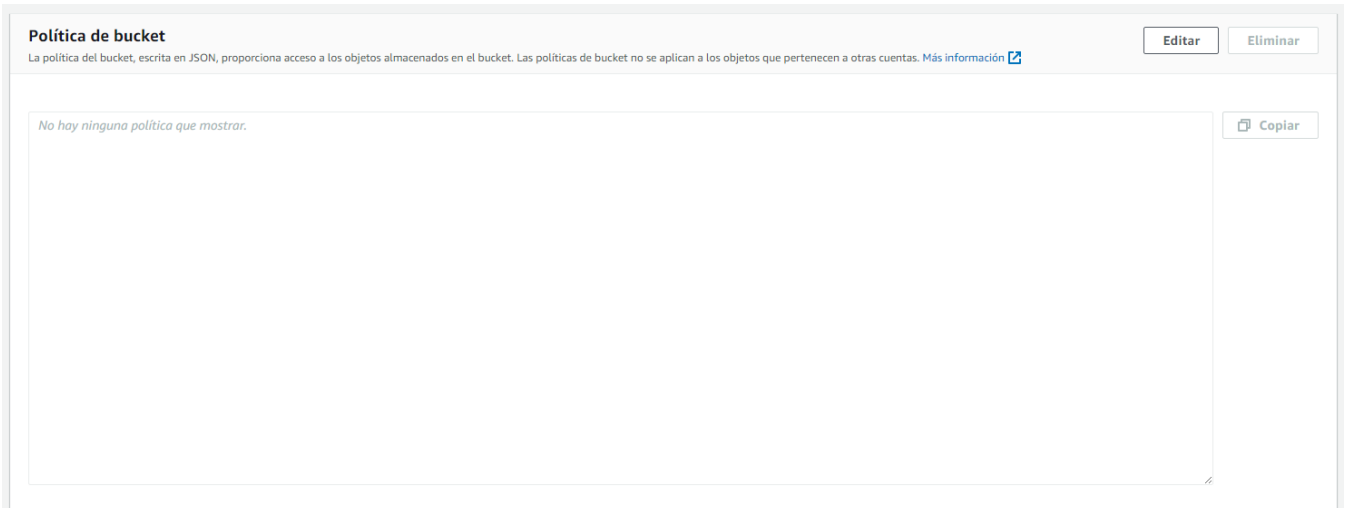 Política de bucket
Editar
Eliminar
La política del bucket, escrita en JSON, proporciona acceso a los objetos almacenados en el bucket. Las políticas de bucket no se aplican a los objetos que pertenecen a otras cuentas. Más información
No hay ninguna política que mostrar.
Copiar